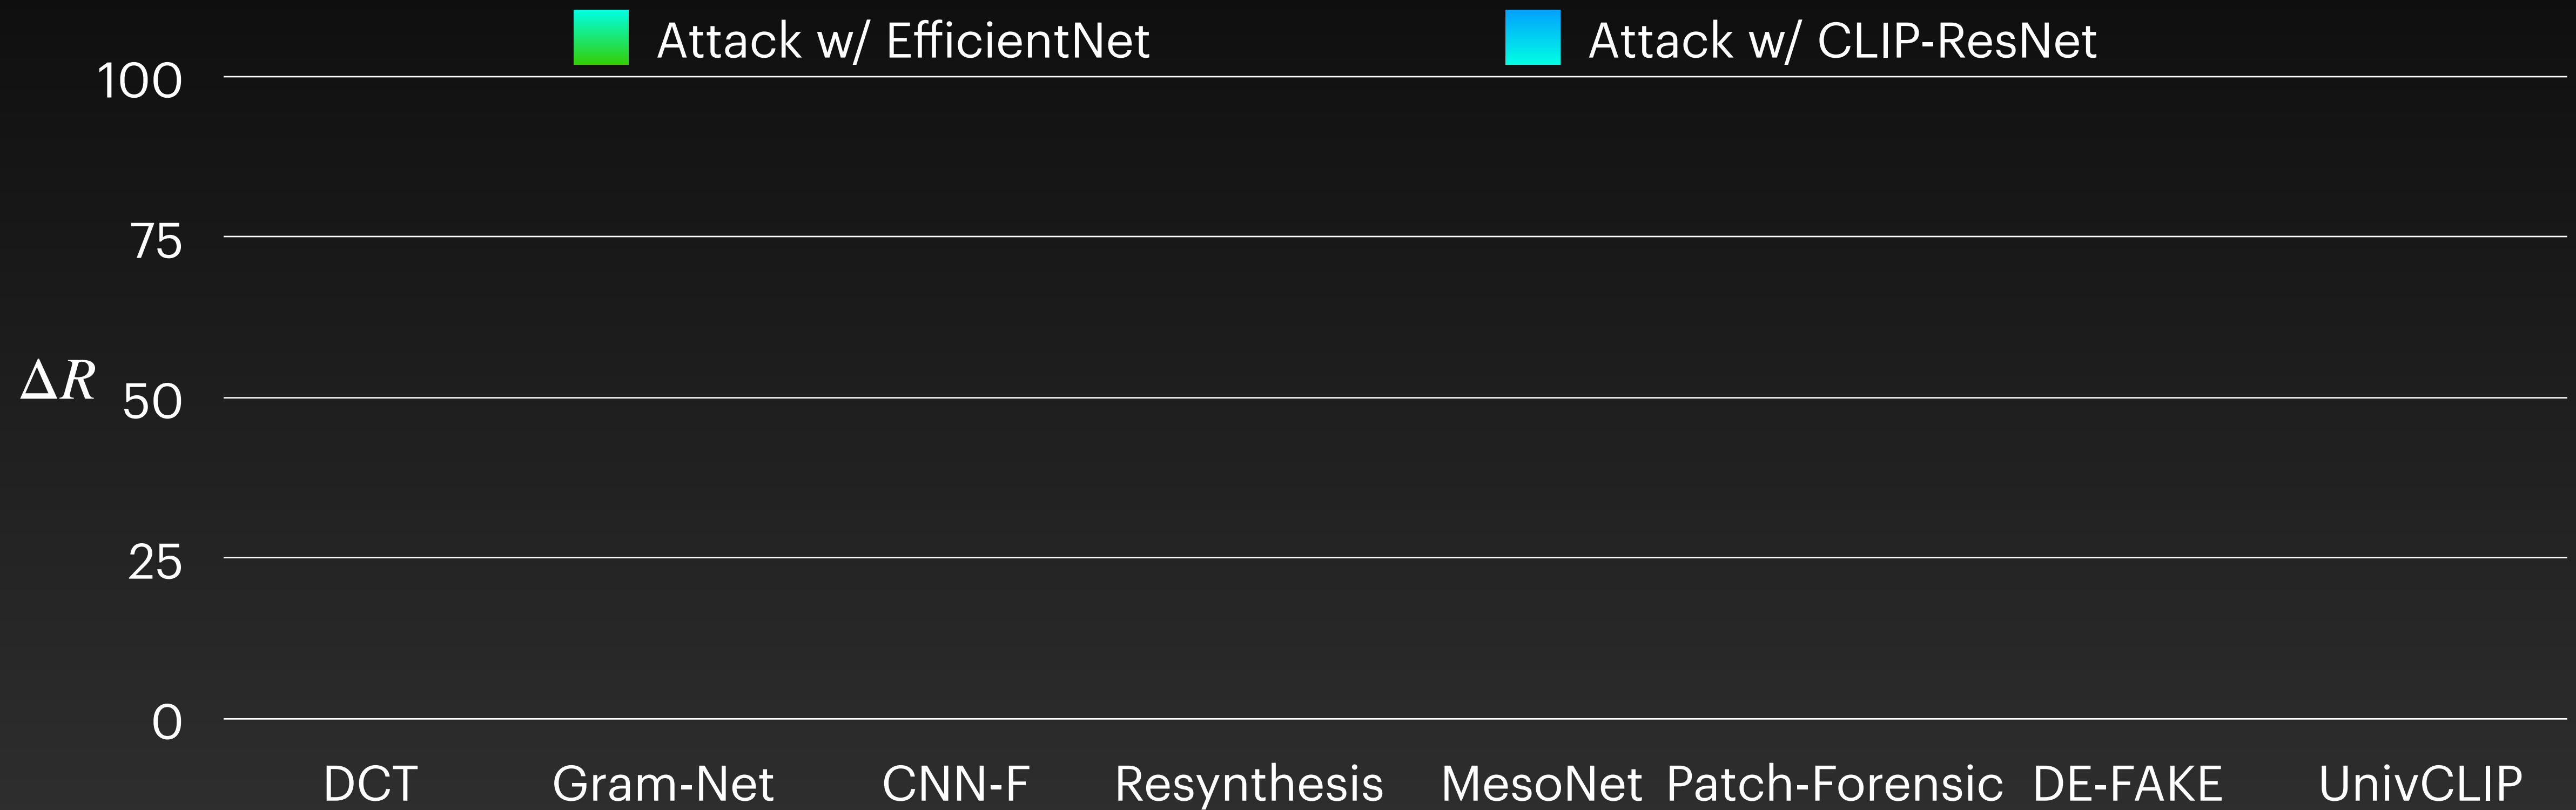 Attack w/ EfficientNet
Attack w/ CLIP-ResNet
100
75
ΔR
50
25
0
DCT Gram-Net CNN-F Resynthesis MesoNet Patch-Forensic DE-FAKE UnivCLIP